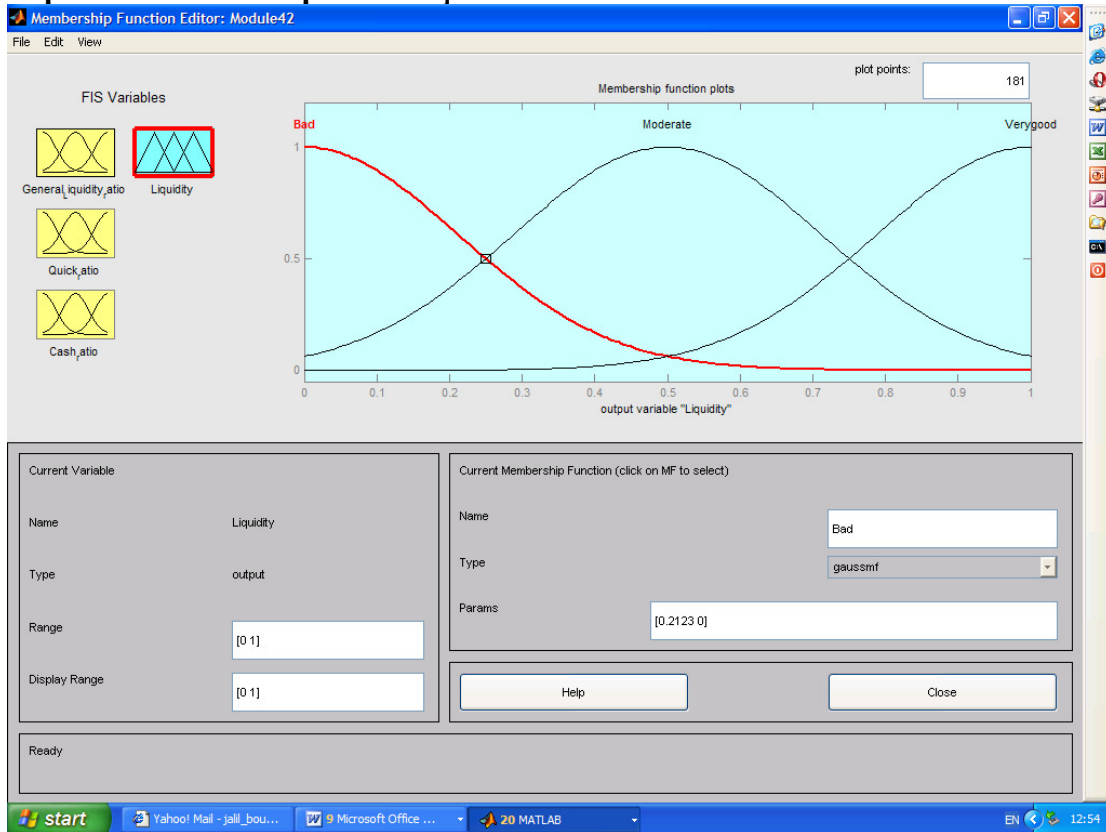 Membership Function Editor: Module42
File Edit View
FIS Variables
plot points:
181
Membership function plots
Bad
Moderate
Verygood
1
0.5
0
0 0.1 0.2 0.3 0.4 0.5 0.6 0.7 0.8 0.9 1
output variable "Liquidity"
GeneralLiquidityratio
Liquidity
Quickratio
Cashratio
Current Variable
Name Liquidity
Type output
Range [0 1]
Display Range [0 1]
Current Membership Function (click on MF to select)
Name Bad
Type gaussmf
Params [0.2123 0]
Help
Close
Ready
start
Yahoo! Mail - jalil_bou...
9 Microsoft Office ...
20 MATLAB
EN
12:54